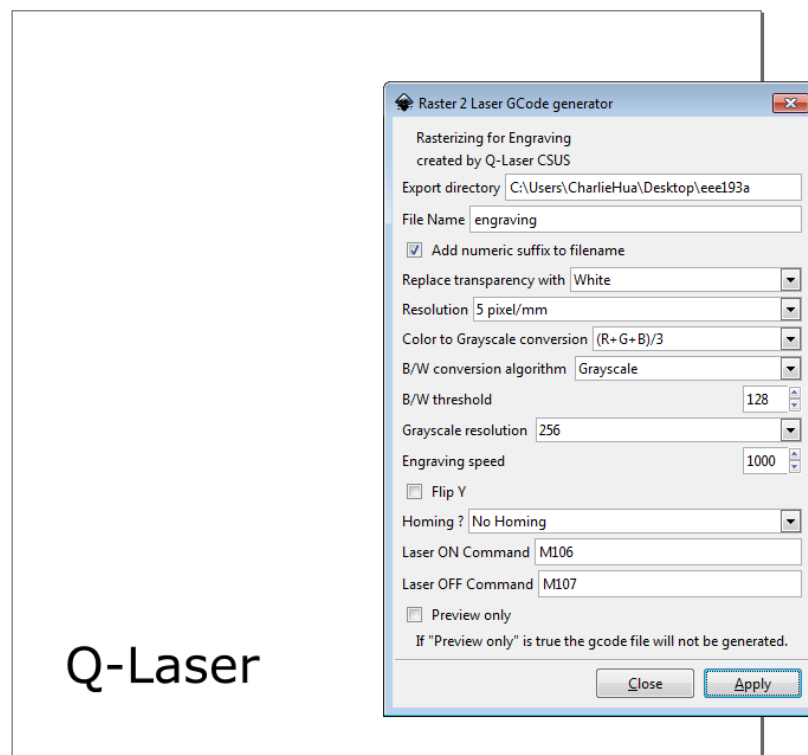 Raster 2 Laser GCode generator
Rasterizing for Engraving
created by Q-Laser CSUS
Export directory C:\Users\CharlieHua\Desktop\eee193a
File Name engraving
Add numeric suffix to filename
Replace transparency with White
Resolution 5 pixel/mm
Color to Grayscale conversion (R+G+B)/3
B/W conversion algorithm Grayscale
B/W threshold 128
Grayscale resolution 256
Engraving speed 1000
Flip Y
Homing ? No Homing
Laser ON Command M106
Laser OFF Command M107
Preview only
If "Preview only" is true the gcode file will not be generated.
Close Apply
Q-Laser